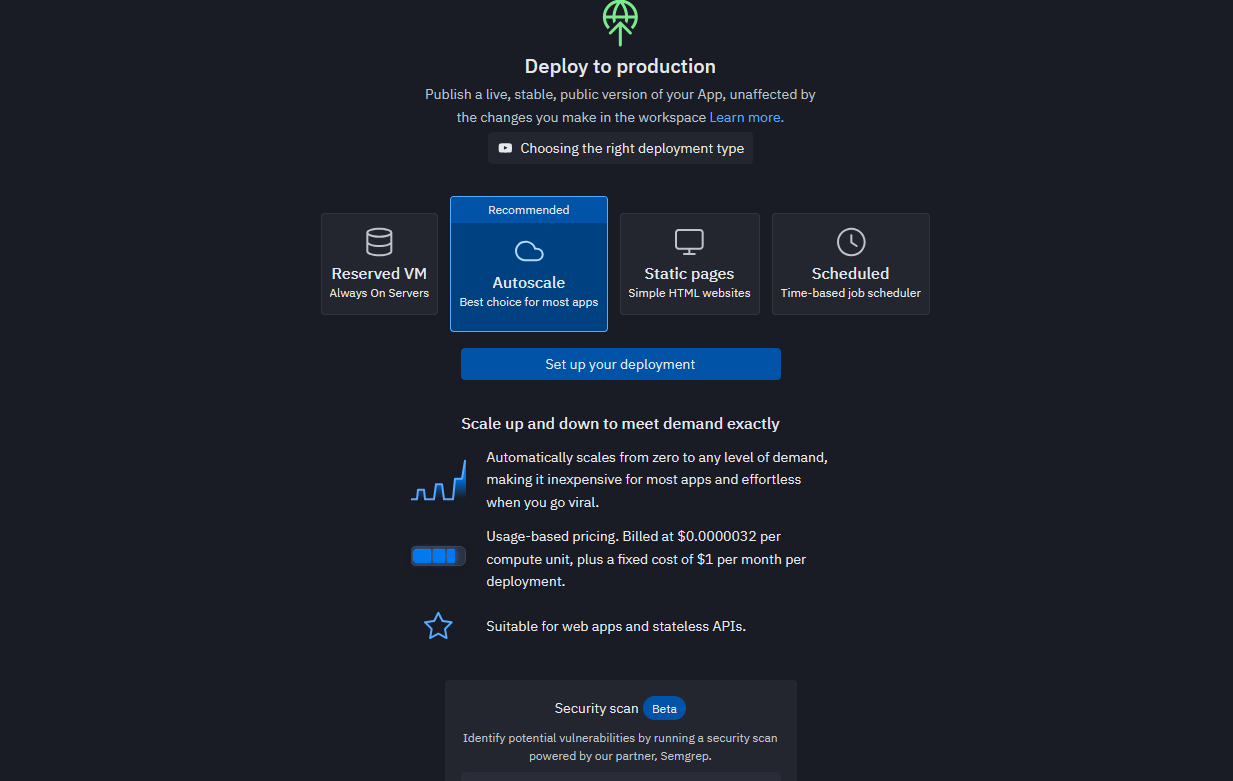 Deploy to production
Publish a live, stable, public version of your App, unaffected by
the changes you make in the workspace Learn more.
Choosing the right deployment type
Reserved VM
Always On Servers
Recommended
Autoscale
Best choice for most apps
Static pages
Simple HTML websites
Scheduled
Time-based job scheduler
Set up your deployment
Scale up and down to meet demand exactly
Automatically scales from zero to any level of demand,
making it inexpensive for most apps and effortless
when you go viral.
Usage-based pricing. Billed at $0.0000032 per
compute unit, plus a fixed cost of $1 per month per
deployment.
Suitable for web apps and stateless APIs.
Security scan Beta
Identify potential vulnerabilities by running a security scan
powered by our partner, Semgrep.